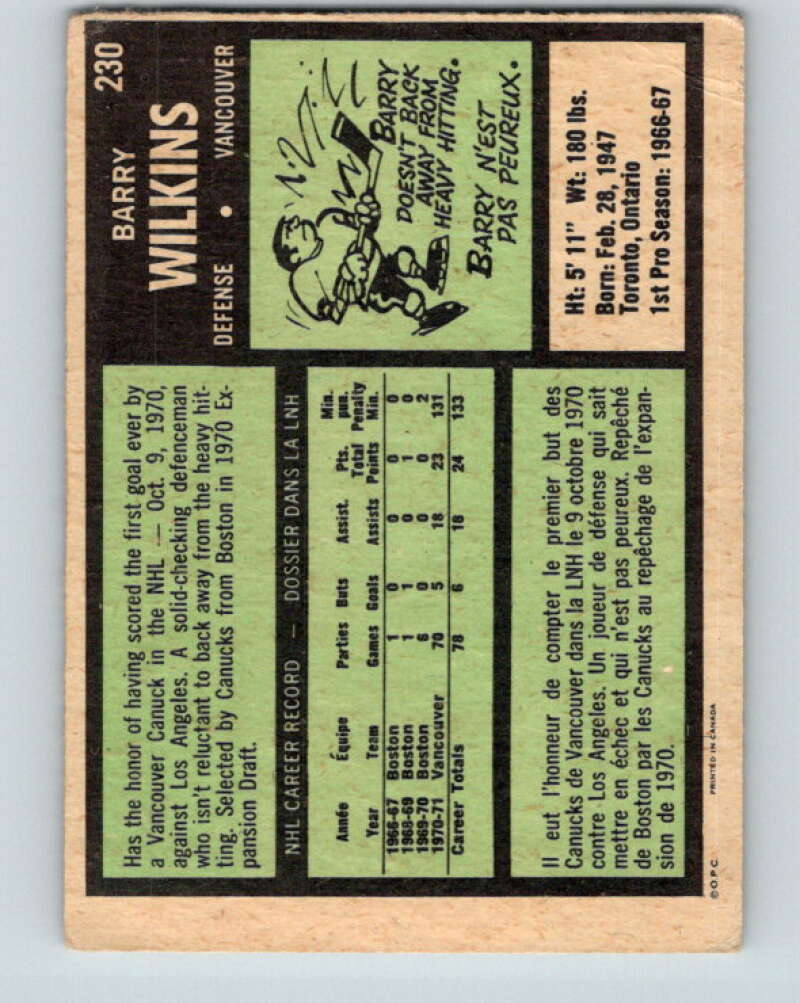 Has the honor of having scored the first goal ever by
a Vancouver Canuck in the NHL — Oct. 9, 1970,
against Los Angeles. A solid-checking defenceman
who isn't reluctant to back away from the heavy hit-
ting. Selected by Canucks from Boston in 1970 Ex-
pansion Draft.
BARRY 230
WILKINS
DEFENSE • VANCOUVER
NHL CAREER RECORD — DOSSIER DANS LA LNH
Année Équipe Parties Buts Assist. Pts. Total Min. pun.
Year Team Games Goals Assists Points Penalty Min.
1966-67 Boston 1 0 0 0 0
1968-69 Boston 1 1 0 1 0
1969-70 Boston 6 0 0 0 2
1970-71 Vancouver 70 5 18 23 131
Career Totals 78 6 18 24 133
BARRY
DOESN'T BACK
AWAY FROM
HEAVY HITTING.
BARRY N'EST
PAS PEUREUX.
Il eut l'honneur de compter le premier but des
Canucks de Vancouver dans la LNH le 9 octobre 1970
contre Los Angeles. Un joueur de défense qui sait
mettre en échec et qui n'est pas peureux. Repêché
de Boston par les Canucks au repêchage de l'expan-
sion de 1970.
Ht: 5' 11" Wt: 180 lbs.
Born: Feb. 28, 1947
Toronto, Ontario
1st Pro Season: 1966-67
© O.P.C. PRINTED IN CANADA